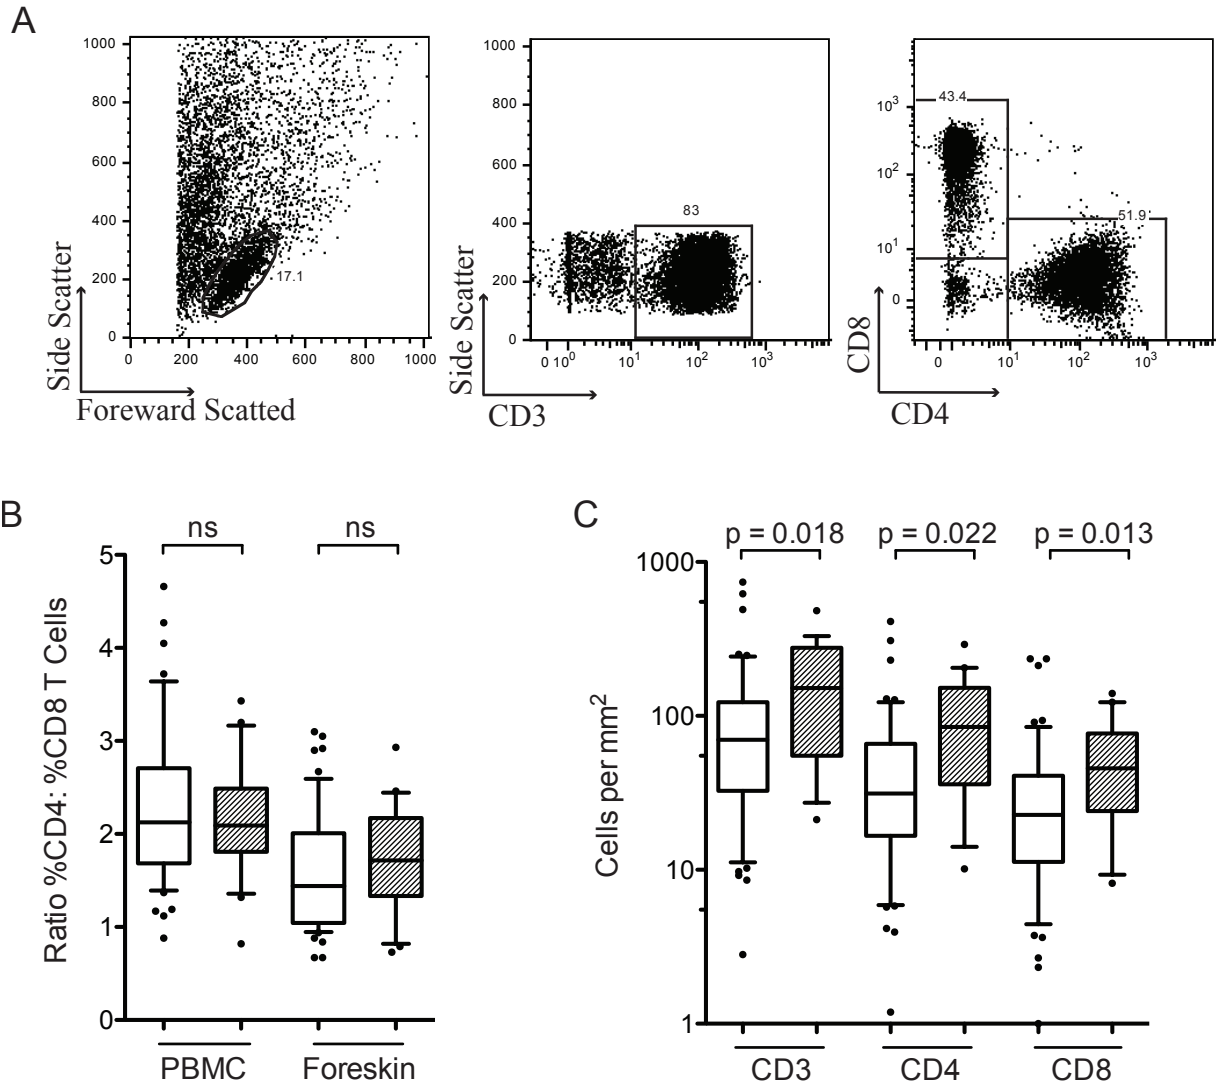 A
1000
800
600
400
200
0
0
200
400
600
800
1000
17.1
Side Scatter
Foreward Scatted
1000
800
600
400
200
0
0
10^0
10^1
10^2
10^3
83
Side Scatter
CD3
10^3
10^2
10^1
0
0
10^1
10^2
10^3
43.4
51.9
CD8
CD4
B
ns
ns
5
4
3
2
1
0
Ratio %CD4: %CD8 T Cells
PBMC
Foreskin
C
p = 0.018
p = 0.022
p = 0.013
1000
100
10
1
Cells per mm^2
CD3
CD4
CD8